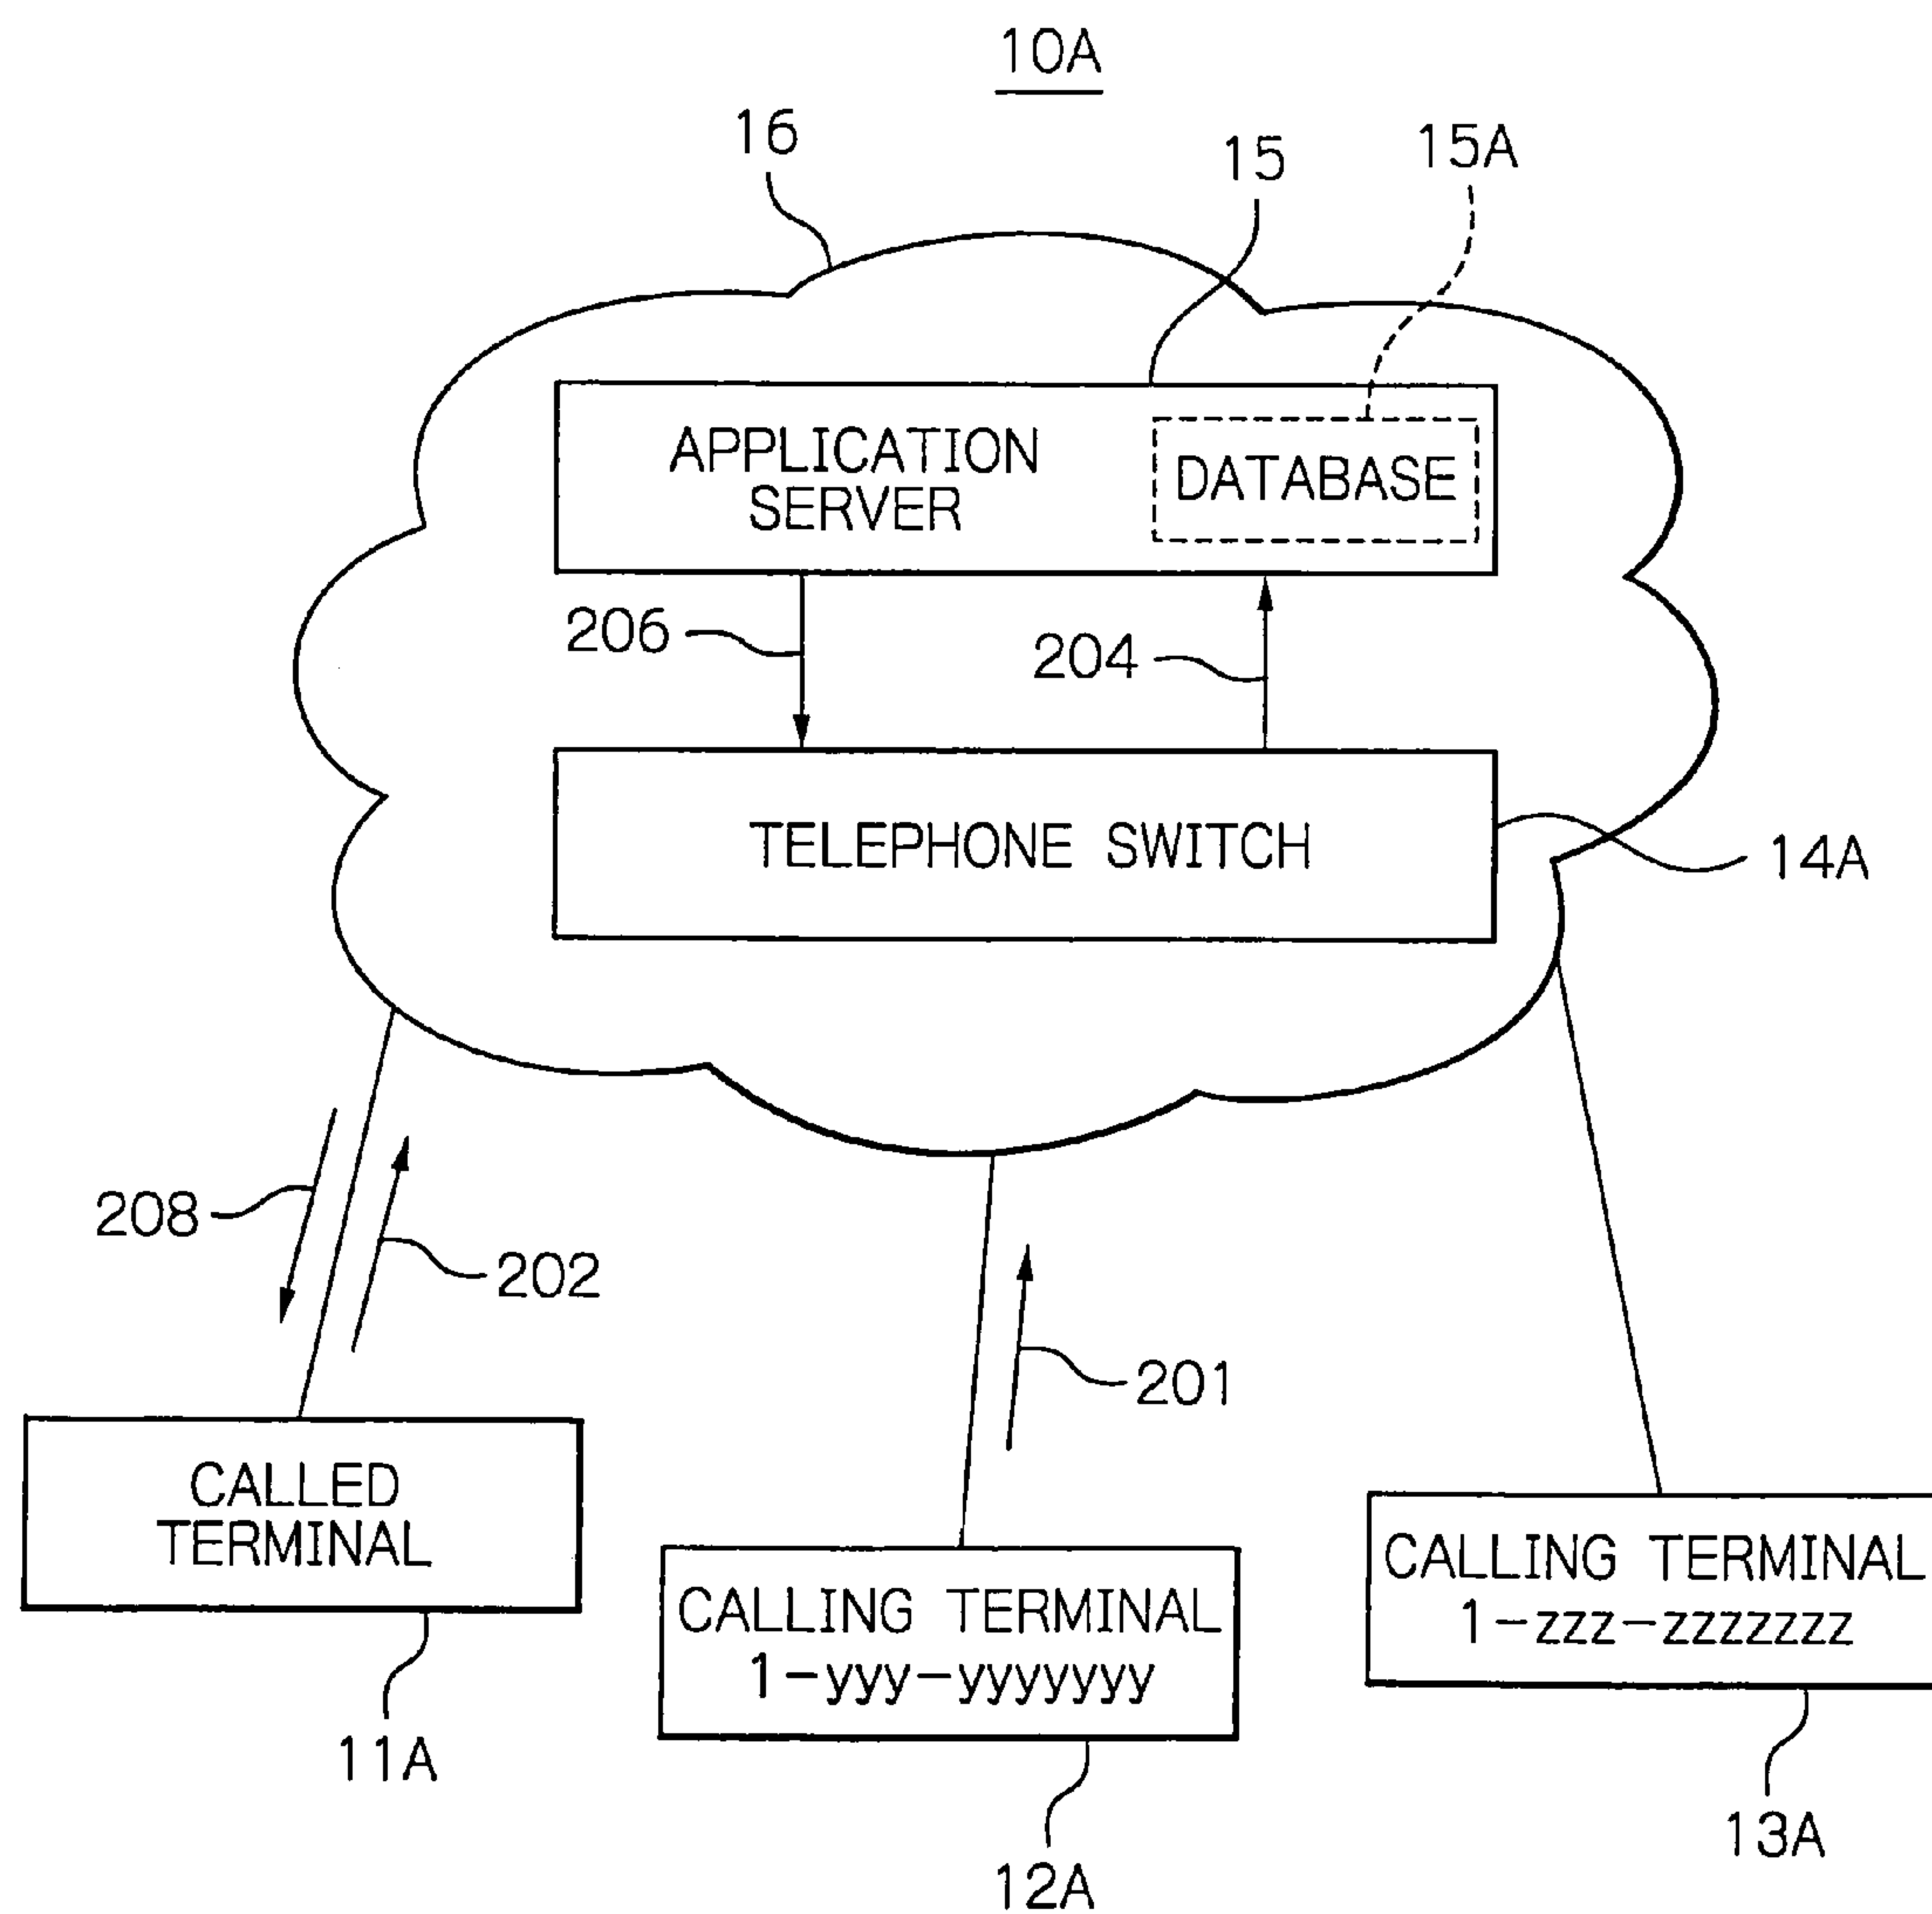 10A
16
15
15A
APPLICATION
SERVER
DATABASE
206
204
TELEPHONE SWITCH
14A
208
202
201
CALLED
TERMINAL
CALLING TERMINAL
1-yyy-yyyyyyy
CALLING TERMINAL
1-zzz-zzzzzzz
11A
12A
13A